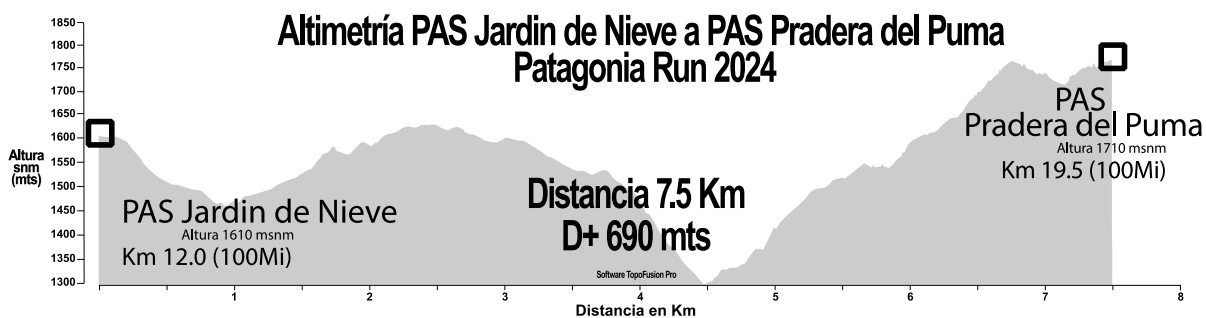 Altimetría PAS Jardin de Nieve a PAS Pradera del Puma
Patagonia Run 2024
1850
1800
1750
1700
1650
1600
1550
1500
1450
1400
1350
1300
Altura
snm
(mts)
PAS Jardin de Nieve
Altura 1610 msnm
Km 12.0 (100Mi)
Distancia 7.5 Km
D+ 690 mts
Software TopoFusion Pro
PAS
Pradera del Puma
Altura 1710 msnm
Km 19.5 (100Mi)
1 2 3 4 5 6 7 8
Distancia en Km